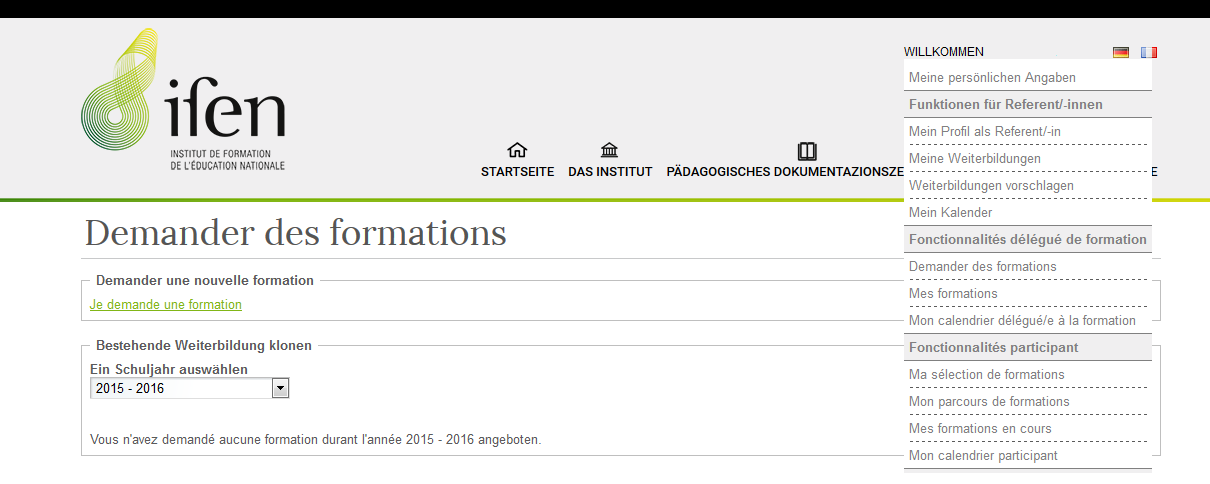 ifen
INSTITUT DE FORMATION
DE L'ÉDUCATION NATIONALE
WILLKOMMEN
STARTSEITE DAS INSTITUT PÄDAGOGISCHES
Meine persönlichen Angaben
Funktionen für Referent/-innen
Mein Profil als Referent/-in
Meine Weiterbildungen
Weiterbildungen vorschlagen
Mein Kalender
Fonctionnalités délégué de formation
Demander des formations
Mes formations
Mon calendrier délégué/e à la formation
Fonctionnalités participant
Ma sélection de formations
Mon parcours de formations
Mes formations en cours
Mon calendrier participant
Demander des formations
Demander une nouvelle formation
Je demande une formation
Bestehende Weiterbildung klonen
Ein Schuljahr auswählen
2015 - 2016
Vous n'avez demandé aucune formation durant l'année 2015 - 2016 angeboten.